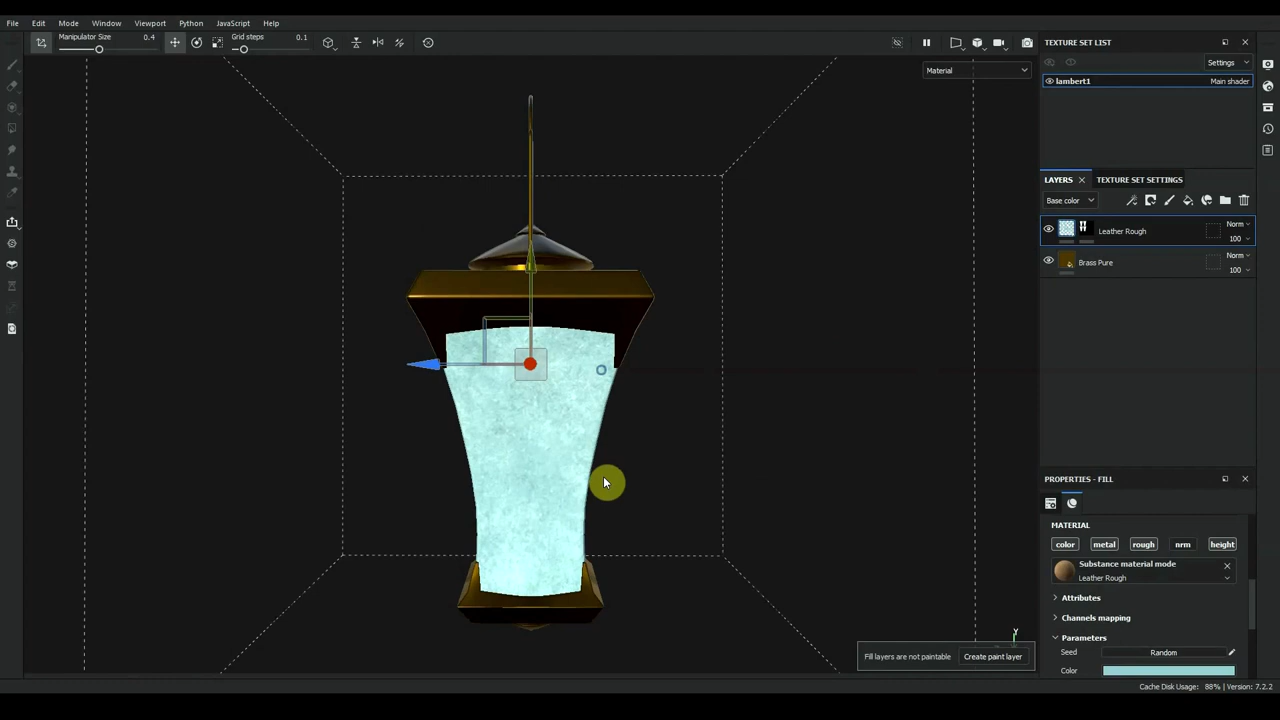 File Edit Mode Window Viewport Python JavaScript Help
Manipulator Size 0.4 Grid steps 0.1
Material
TEXTURE SET LIST
Settings
lambert1 Main shader
LAYERS TEXTURE SET SETTINGS
Base color
Leather Rough Norm 100
Brass Pure Norm 100
PROPERTIES - FILL
MATERIAL
color metal rough nrm height
Substance material mode
Leather Rough
Attributes
Channels mapping
Parameters
Seed Random
Color
Y
Fill layers are not paintable Create paint layer
Cache Disk Usage: 88% | Version: 7.2.2